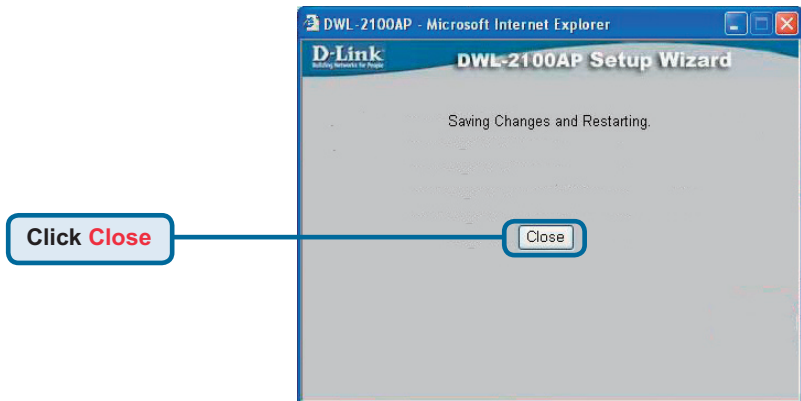 DWL-2100AP - Microsoft Internet Explorer
D-Link
Building Networks for People
DWL-2100AP Setup Wizard
Saving Changes and Restarting.
Click Close
Close